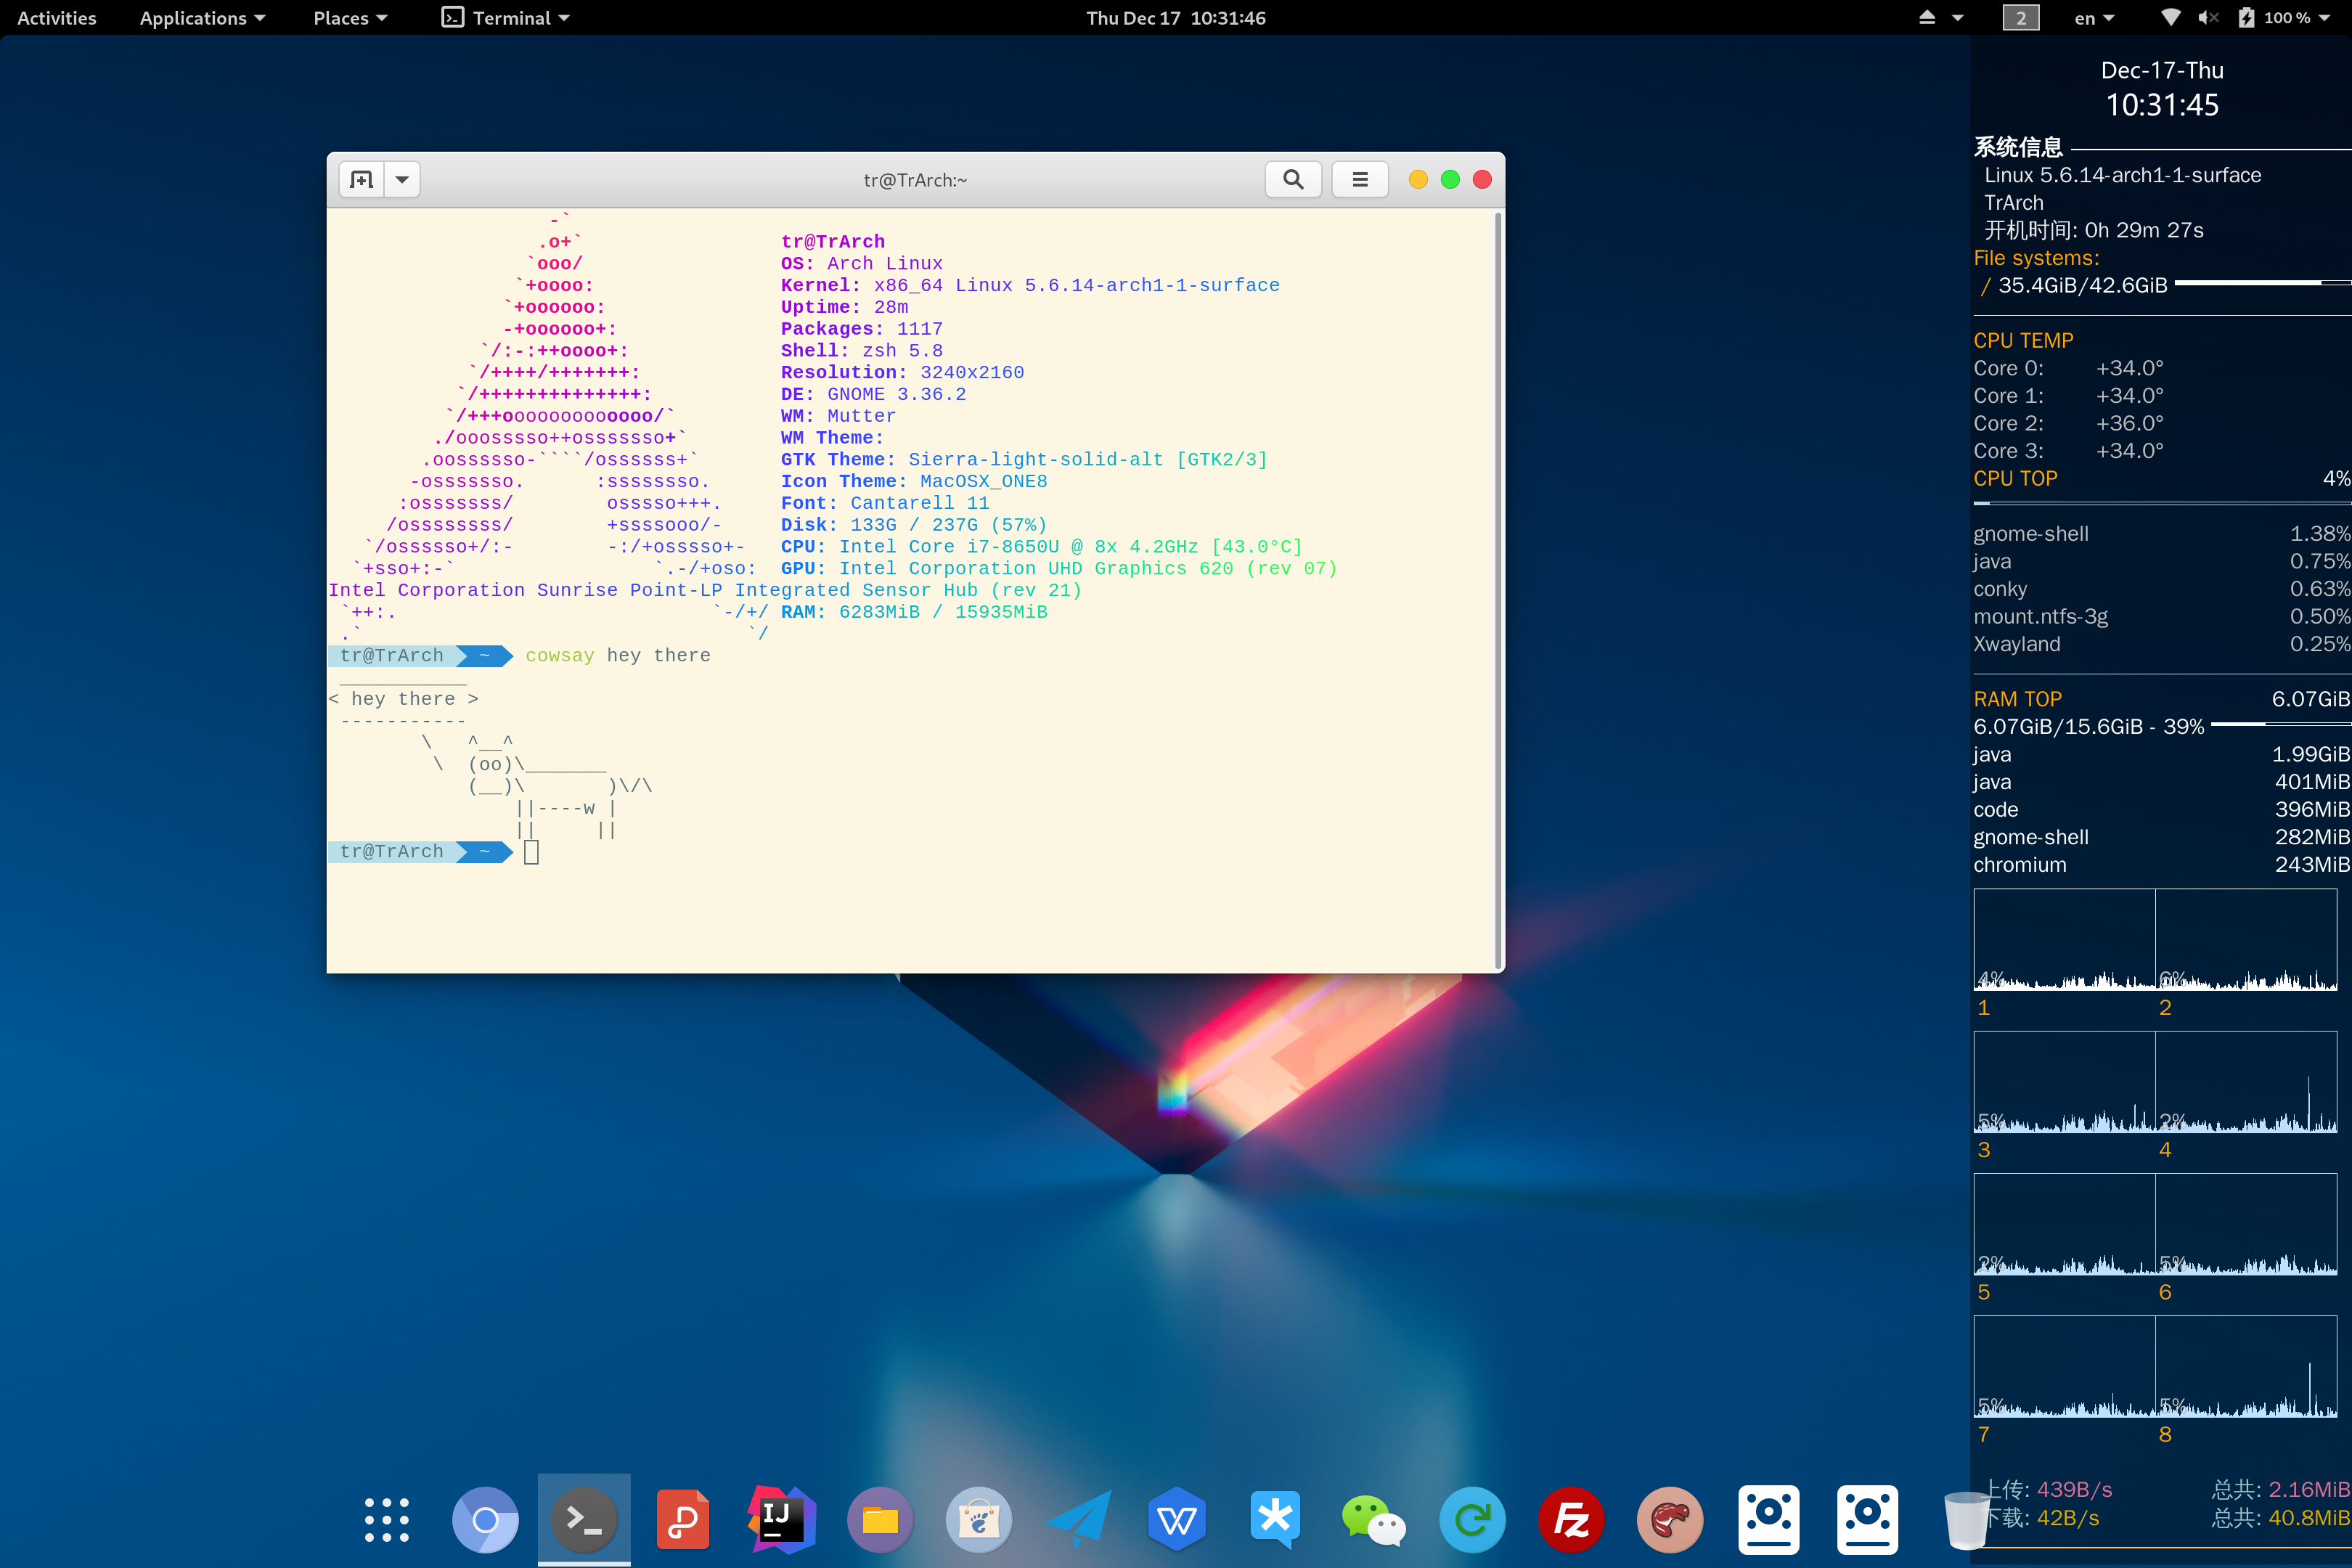 Activities Applications Places Terminal Thu Dec 17 10:31:46 2 en 100 %
tr@TrArch:~
-`
.o+` tr@TrArch
`ooo/ OS: Arch Linux
`+oooo: Kernel: x86_64 Linux 5.6.14-arch1-1-surface
`+oooooo: Uptime: 28m
-+oooooo+: Packages: 1117
`/:-:++oooo+: Shell: zsh 5.8
`/++++/+++++++: Resolution: 3240x2160
`/++++++++++++++: DE: GNOME 3.36.2
`/+++ooooooooooooo/` WM: Mutter
./ooosssso++osssssso+` WM Theme:
.oossssso-````/ossssss+` GTK Theme: Sierra-light-solid-alt [GTK2/3]
-osssssso. :ssssssso. Icon Theme: MacOSX_ONE8
:osssssss/ osssso+++. Font: Cantarell 11
/ossssssss/ +ssssooo/- Disk: 133G / 237G (57%)
`/ossssso+/:- -:/+osssso+- CPU: Intel Core i7-8650U @ 8x 4.2GHz [43.0°C]
`+sso+:-` `.-/+oso: GPU: Intel Corporation UHD Graphics 620 (rev 07)
Intel Corporation Sunrise Point-LP Integrated Sensor Hub (rev 21)
`++:. `-/+/ RAM: 6283MiB / 15935MiB
.` `/
tr@TrArch ~ cowsay hey there
___________
< hey there >
-----------
\ ^__^
\ (oo)\_______
(__)\ )\/\
||----w |
|| ||
tr@TrArch ~
Dec-17-Thu
10:31:45
系统信息
Linux 5.6.14-arch1-1-surface
TrArch
开机时间: 0h 29m 27s
File systems:
/ 35.4GiB/42.6GiB
CPU TEMP
Core 0: +34.0°
Core 1: +34.0°
Core 2: +36.0°
Core 3: +34.0°
CPU TOP 4%
gnome-shell 1.38%
java 0.75%
conky 0.63%
mount.ntfs-3g 0.50%
Xwayland 0.25%
RAM TOP 6.07GiB
6.07GiB/15.6GiB - 39%
java 1.99GiB
java 401MiB
code 396MiB
gnome-shell 282MiB
chromium 243MiB
4% 6%
1 2
5% 2%
3 4
2% 5%
5 6
5% 5%
7 8
上传: 439B/s 总共: 2.16MiB
下载: 42B/s 总共: 40.8MiB
IJ
W
Fz